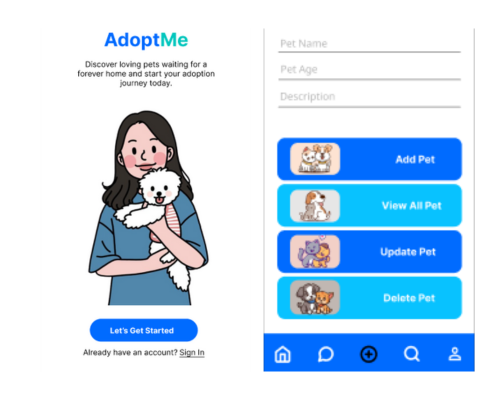 AdoptMe
Discover loving pets waiting for a
forever home and start your adoption
journey today.
Let's Get Started
Already have an account? Sign In
Pet Name
Pet Age
Description
Add Pet
View All Pet
Update Pet
Delete Pet